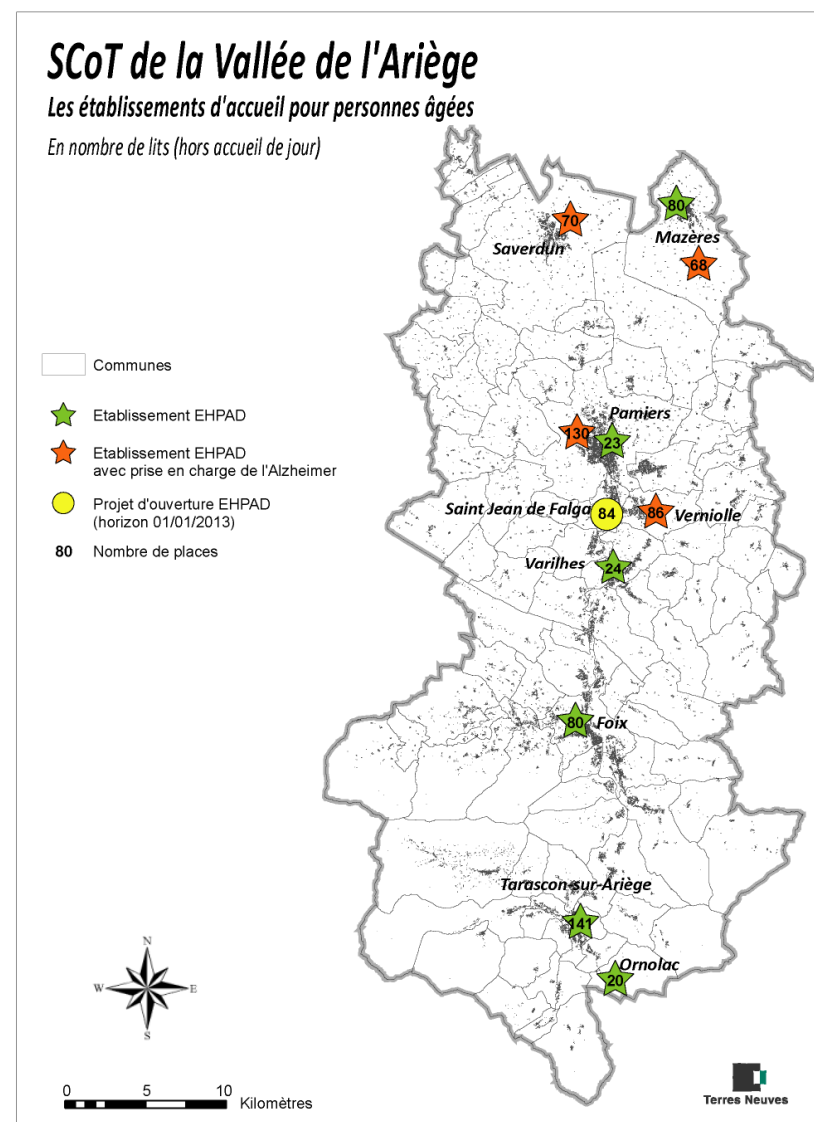 SCoT de la Vallée de l'Ariège
Les établissements d'accueil pour personnes âgées
En nombre de lits (hors accueil de jour)
80
70
Mazères
Saverdun
68
Communes
Etablissement EHPAD
Etablissement EHPAD
avec prise en charge de l'Alzheimer
Projet d'ouverture EHPAD
(horizon 01/01/2013)
80 Nombre de places
Pamiers
130
23
Saint Jean de Falga
84
86
Verniolle
Varilhes
24
80
Foix
Tarascon-sur-Ariège
141
Ornolac
20
N
W
E
S
0 5 10
Kilomètres
Terres Neuves